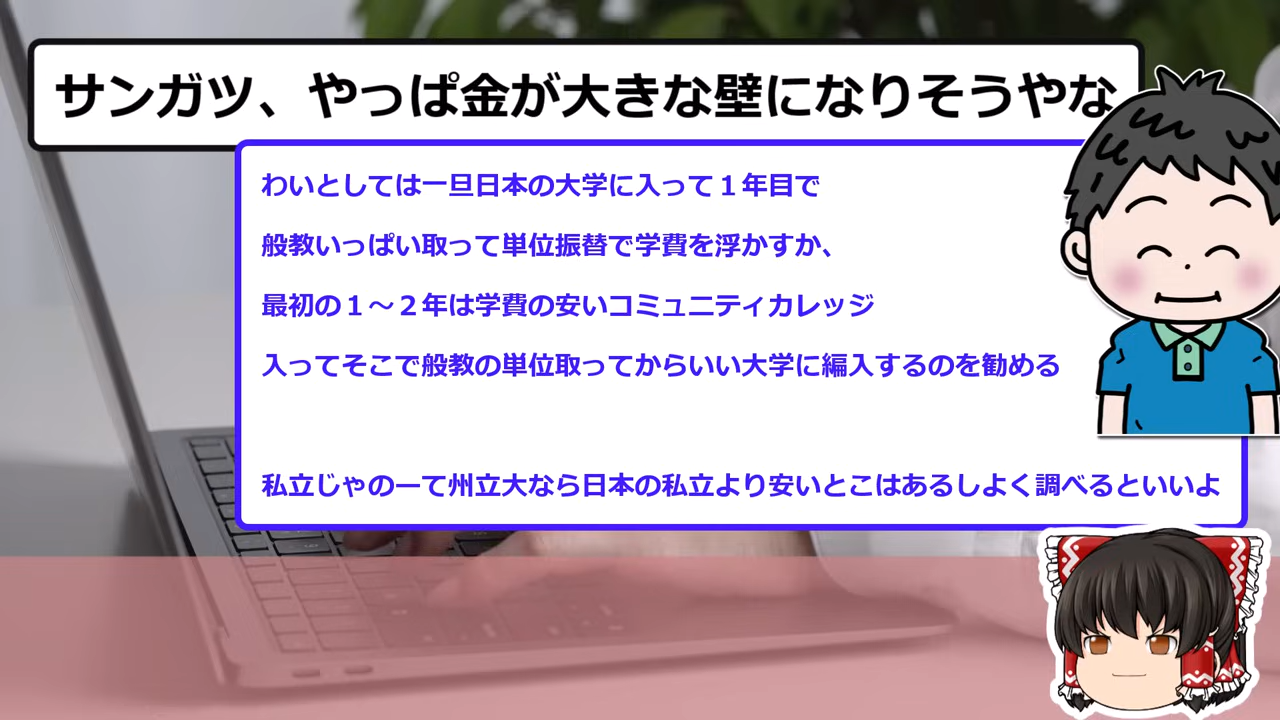 サンガツ、やっぱ金が大きな壁になりそうやな
わいとしては一旦日本の大学に入って１年目で
般教いっぱい取って単位振替で学費を浮かすか、
最初の１～２年は学費の安いコミュニティカレッジ
入ってそこで般教の単位取ってからいい大学に編入するのを勧める
私立じゃのーて州立大なら日本の私立より安いとこはあるしよく調べるといいよ